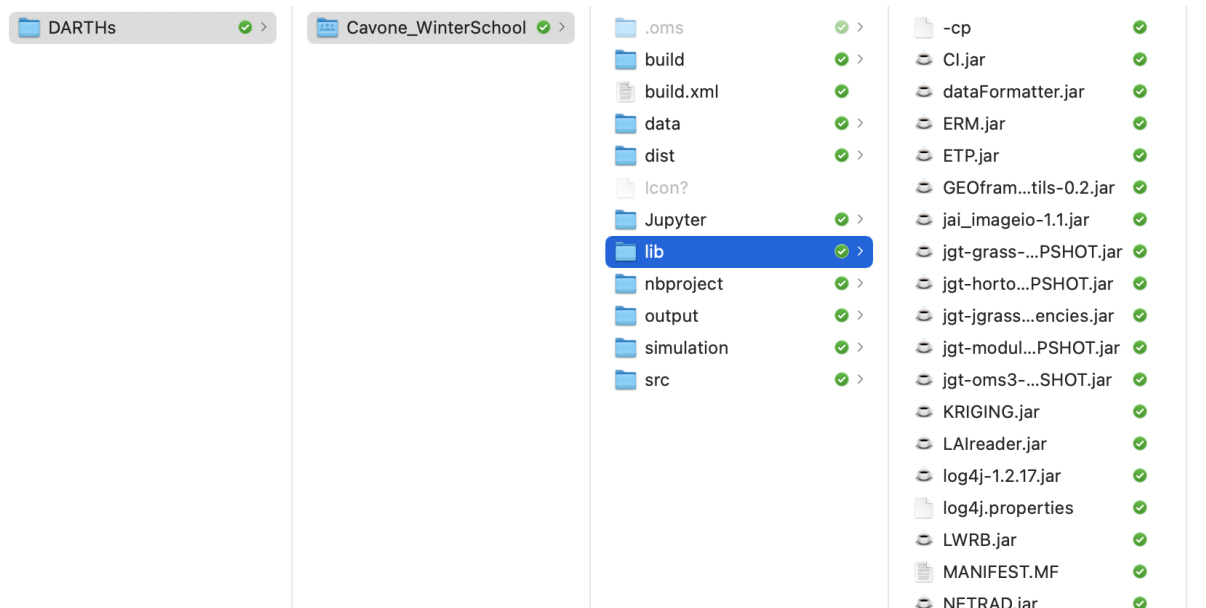 DARTHs
Cavone_WinterSchool
.oms
build
build.xml
data
dist
Icon?
Jupyter
lib
nbproject
output
simulation
src
-cp
CI.jar
dataFormatter.jar
ERM.jar
ETP.jar
GEOfram...tils-0.2.jar
jai_imageio-1.1.jar
jgt-grass-...PSHOT.jar
jgt-horto...PSHOT.jar
jgt-jgrass...encies.jar
jgt-modul...PSHOT.jar
jgt-oms3-...SHOT.jar
KRIGING.jar
LAIreader.jar
log4j-1.2.17.jar
log4j.properties
LWRB.jar
MANIFEST.MF
NETRAD.jar